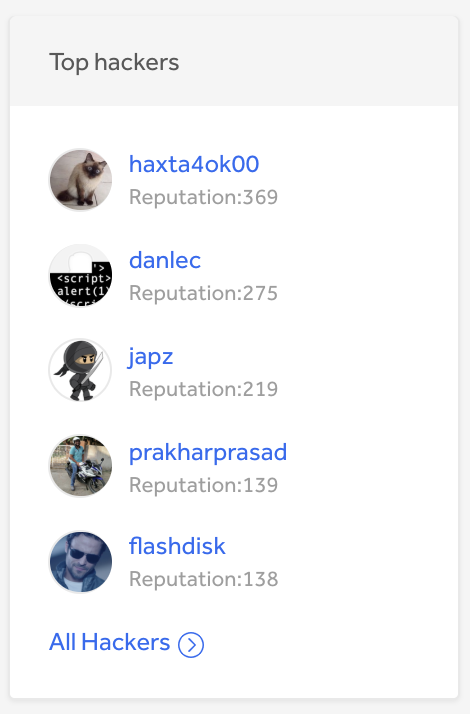 Top hackers
haxta4ok00
Reputation:369
'>
<script>
alert(1)
danlec
Reputation:275
japz
Reputation:219
prakharprasad
Reputation:139
flashdisk
Reputation:138
All Hackers